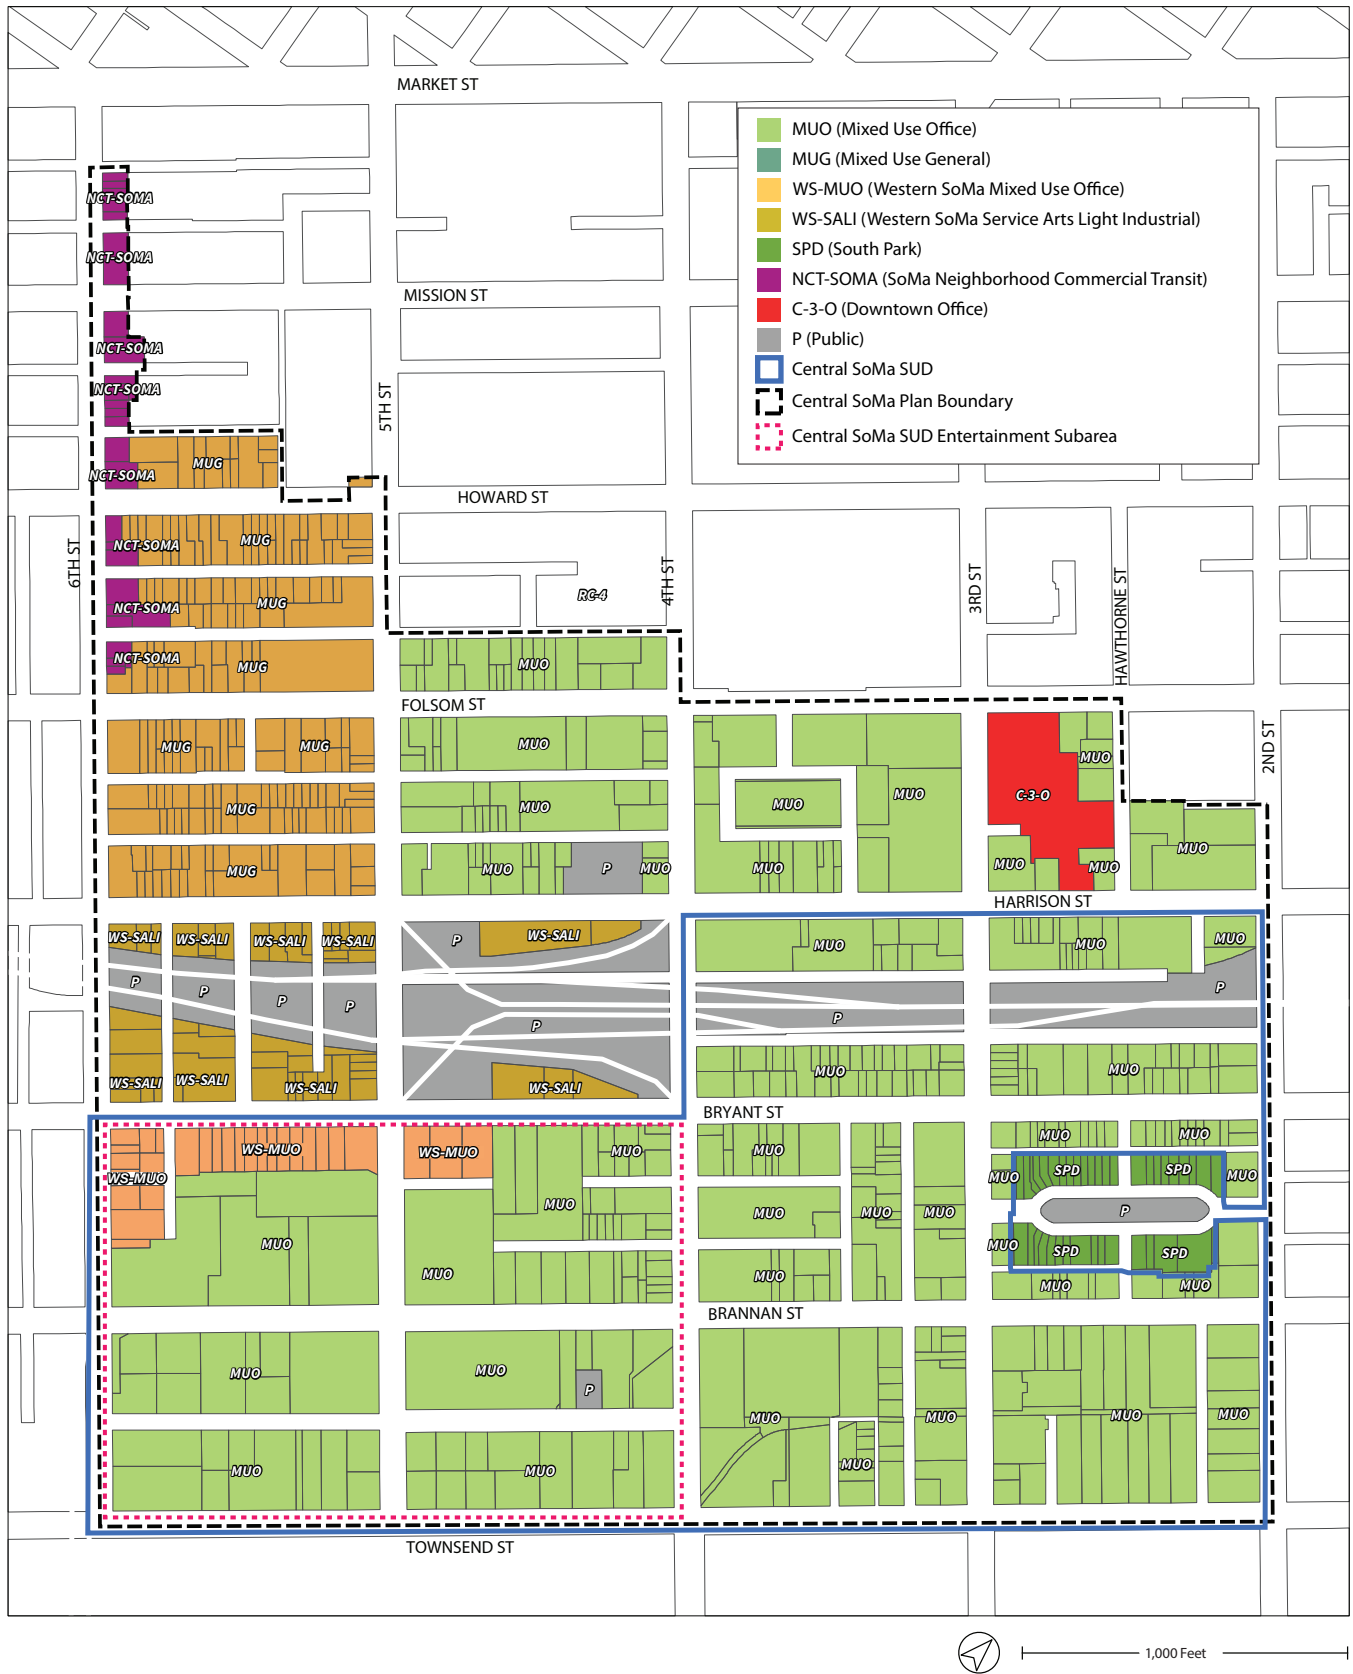 MARKET ST
MUO (Mixed Use Office)
MUG (Mixed Use General)
WS-MUO (Western SoMa Mixed Use Office)
WS-SALI (Western SoMa Service Arts Light Industrial)
SPD (South Park)
NCT-SOMA (SoMa Neighborhood Commercial Transit)
C-3-O (Downtown Office)
P (Public)
Central SoMa SUD
Central SoMa Plan Boundary
Central SoMa SUD Entertainment Subarea
NCT-SOMA
NCT-SOMA
MISSION ST
NCT-SOMA
NCT-SOMA
5TH ST
NCT-SOMA
MUG
HOWARD ST
NCT-SOMA
MUG
6TH ST
4TH ST
3RD ST
HAWTHORNE ST
RC-4
NCT-SOMA
MUG
NCT-SOMA
MUG
MUO
FOLSOM ST
2ND ST
MUG
MUG
MUO
MUO
MUG
MUO
MUO
MUO
C-3-O
MUG
MUO
P
MUO
MUO
MUO
MUO
MUO
HARRISON ST
WS-SALI
WS-SALI
WS-SALI
WS-SALI
P
WS-SALI
MUO
MUO
MUO
P
P
P
P
P
P
P
WS-SALI
WS-SALI
WS-SALI
WS-SALI
MUO
MUO
BRYANT ST
WS-MUO
WS-MUO
WS-MUO
MUO
MUO
MUO
MUO
MUO
SPD
SPD
MUO
MUO
MUO
MUO
MUO
MUO
P
MUO
MUO
MUO
SPD
SPD
MUO
MUO
MUO
MUO
BRANNAN ST
MUO
MUO
P
MUO
MUO
MUO
MUO
MUO
MUO
MUO
MUO
TOWNSEND ST
1,000 Feet